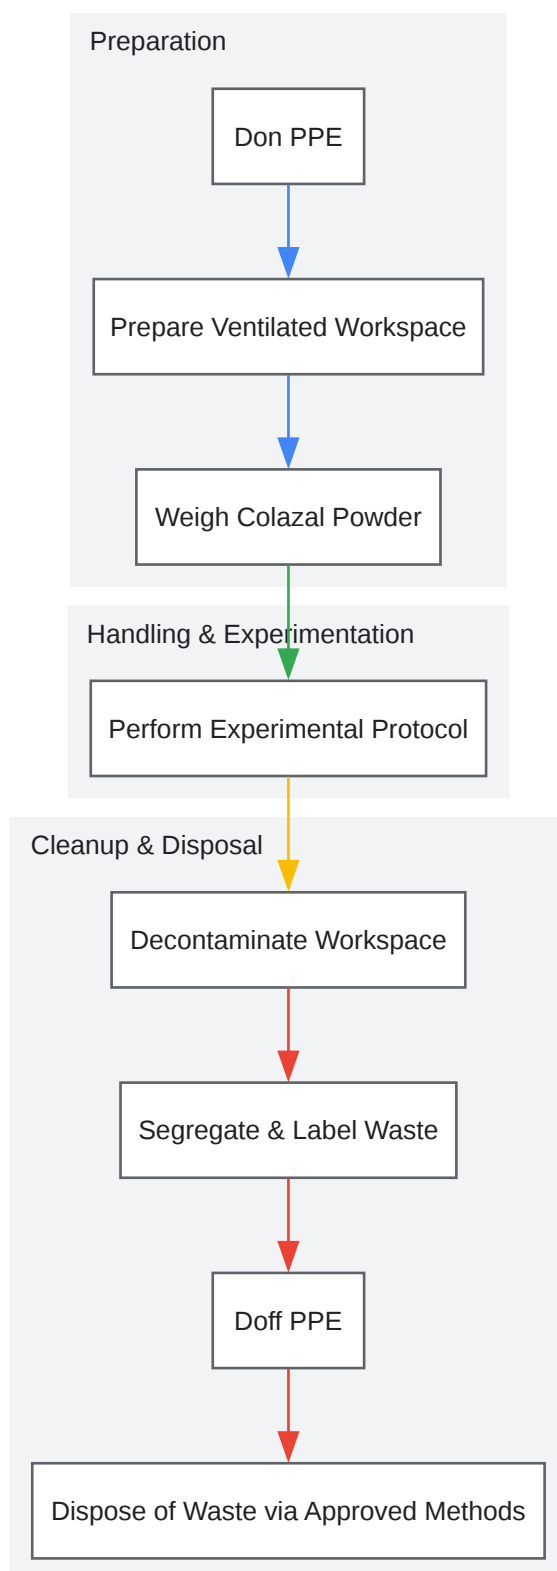 Preparation
Don PPE
Prepare Ventilated Workspace
Weigh Colazal Powder
Handling & Experimentation
Perform Experimental Protocol
Cleanup & Disposal
Decontaminate Workspace
Segregate & Label Waste
Doff PPE
Dispose of Waste via Approved Methods